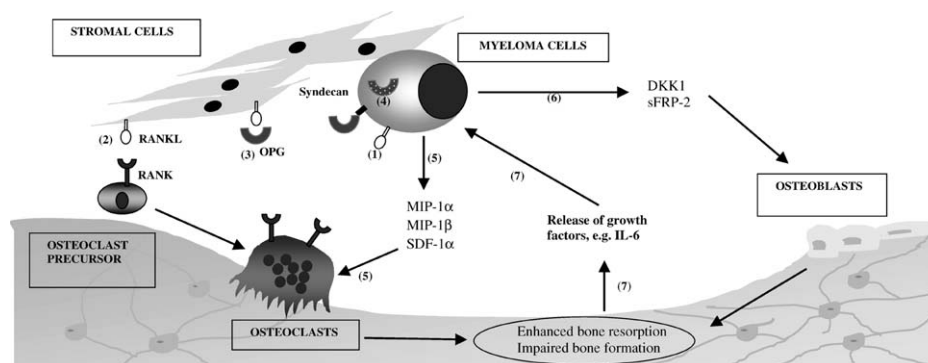 STROMAL CELLS
MYELOMA CELLS
Syndecan
(4)
(6)
DKK1
sFRP-2
(2)
RANKL
(3) OPG
(1)
(5)
(7)
RANK
OSTEOBLASTS
MIP-1α
MIP-1β
SDF-1α
Release of growth
factors, e.g. IL-6
OSTEOCLAST
PRECURSOR
(5)
(7)
OSTEOCLASTS
Enhanced bone resorption
Impaired bone formation